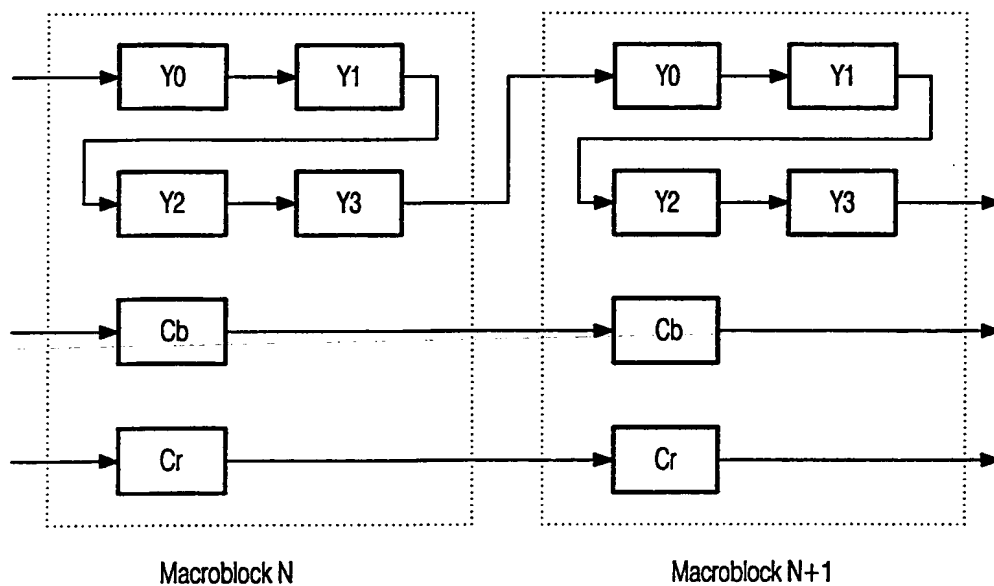 Y0 Y1 Y0 Y1
Y2 Y3 Y2 Y3
Cb Cb
Cr Cr
Macroblock N Macroblock N+1